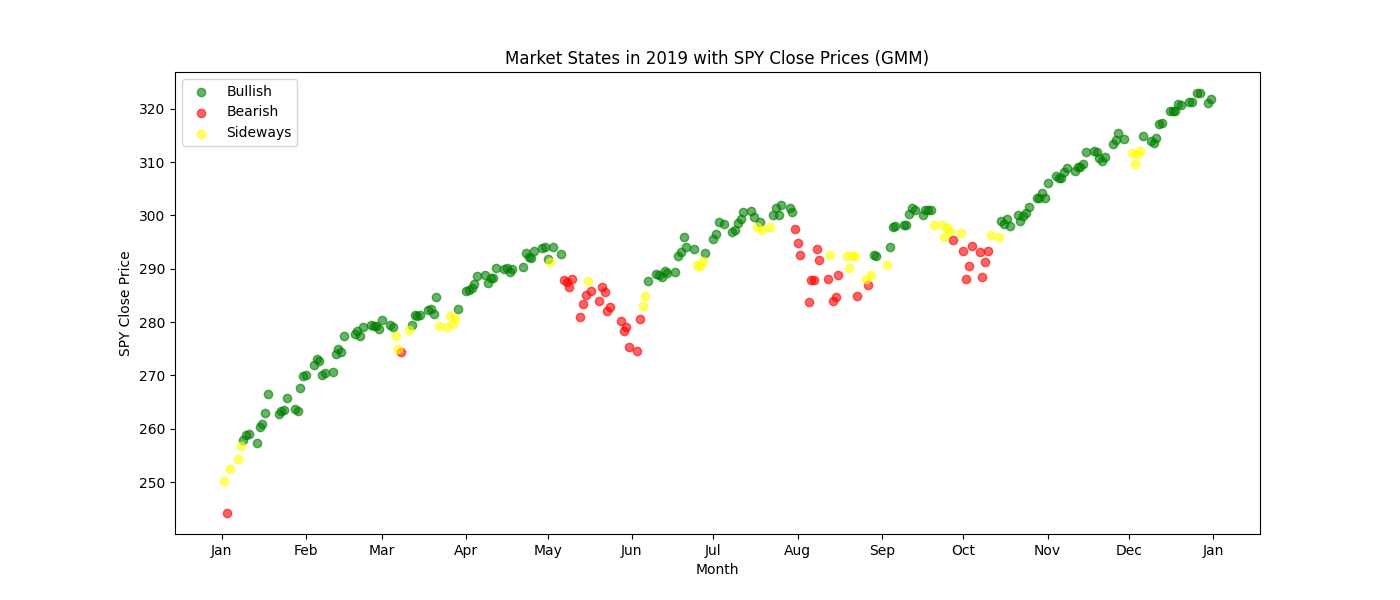 Market States in 2019 with SPY Close Prices (GMM)
Bullish
Bearish
Sideways
SPY Close Price
320
310
300
290
280
270
260
250
Jan Feb Mar Apr May Jun Jul Aug Sep Oct Nov Dec Jan
Month